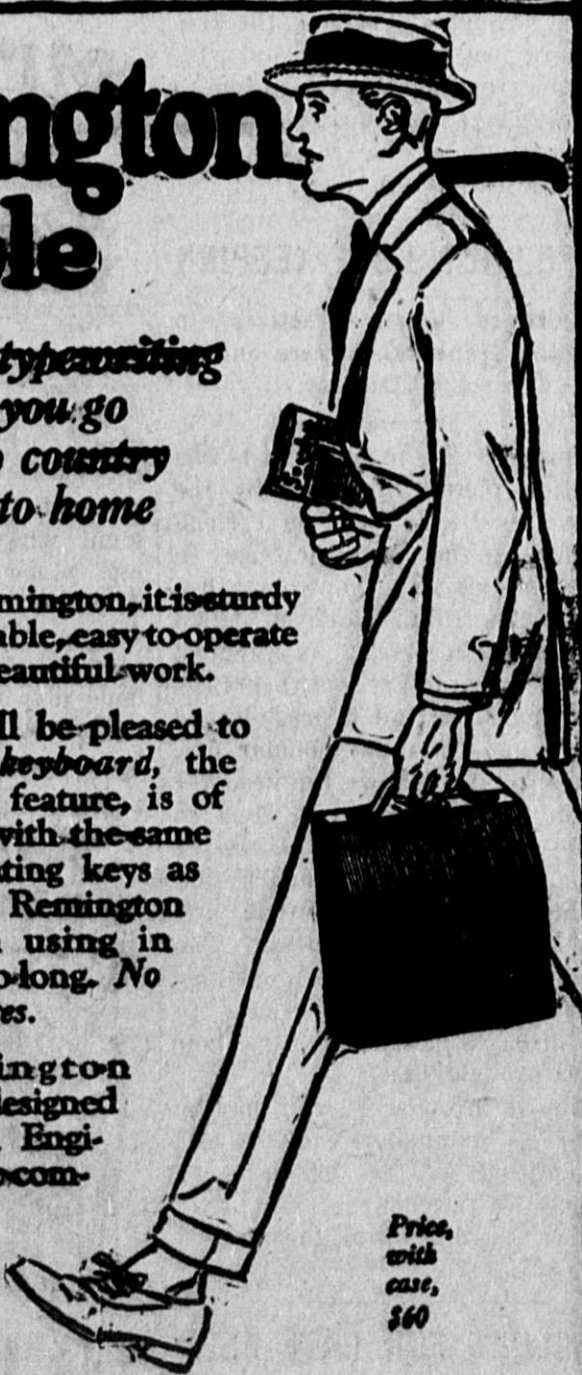 ngton
le
typewriting
you go
country
to home
mington, it is sturdy
able, easy to operate
eautiful work.
ll be pleased to
keyboard, the
feature, is of
with the same
ting keys as
Remington
using in
long. No
es.
ington
designed
Engi-
com-
Price,
with
case,
$60